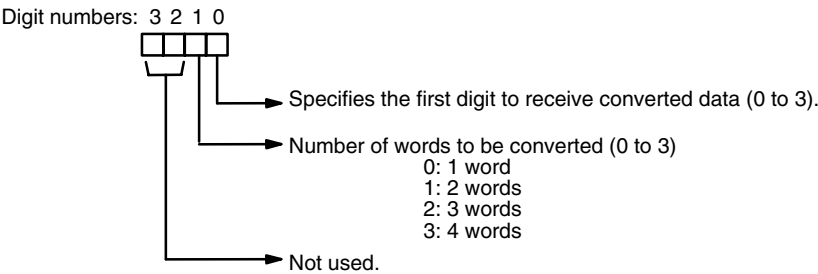 Digit numbers: 3 2 1 0
Specifies the first digit to receive converted data (0 to 3).
Number of words to be converted (0 to 3)
0: 1 word
1: 2 words
2: 3 words
3: 4 words
Not used.